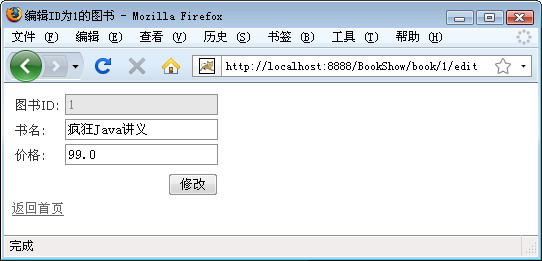 编辑ID为1的图书 - Mozilla Firefox
文件 (F) 编辑 (E) 查看 (V) 历史 (S) 书签 (B) 工具 (T) 帮助 (H)
http://localhost:8888/BookShow/book/1/edit
图书ID: 1
书名: 疯狂Java讲义
价格: 99.0
修改
返回首页
完成